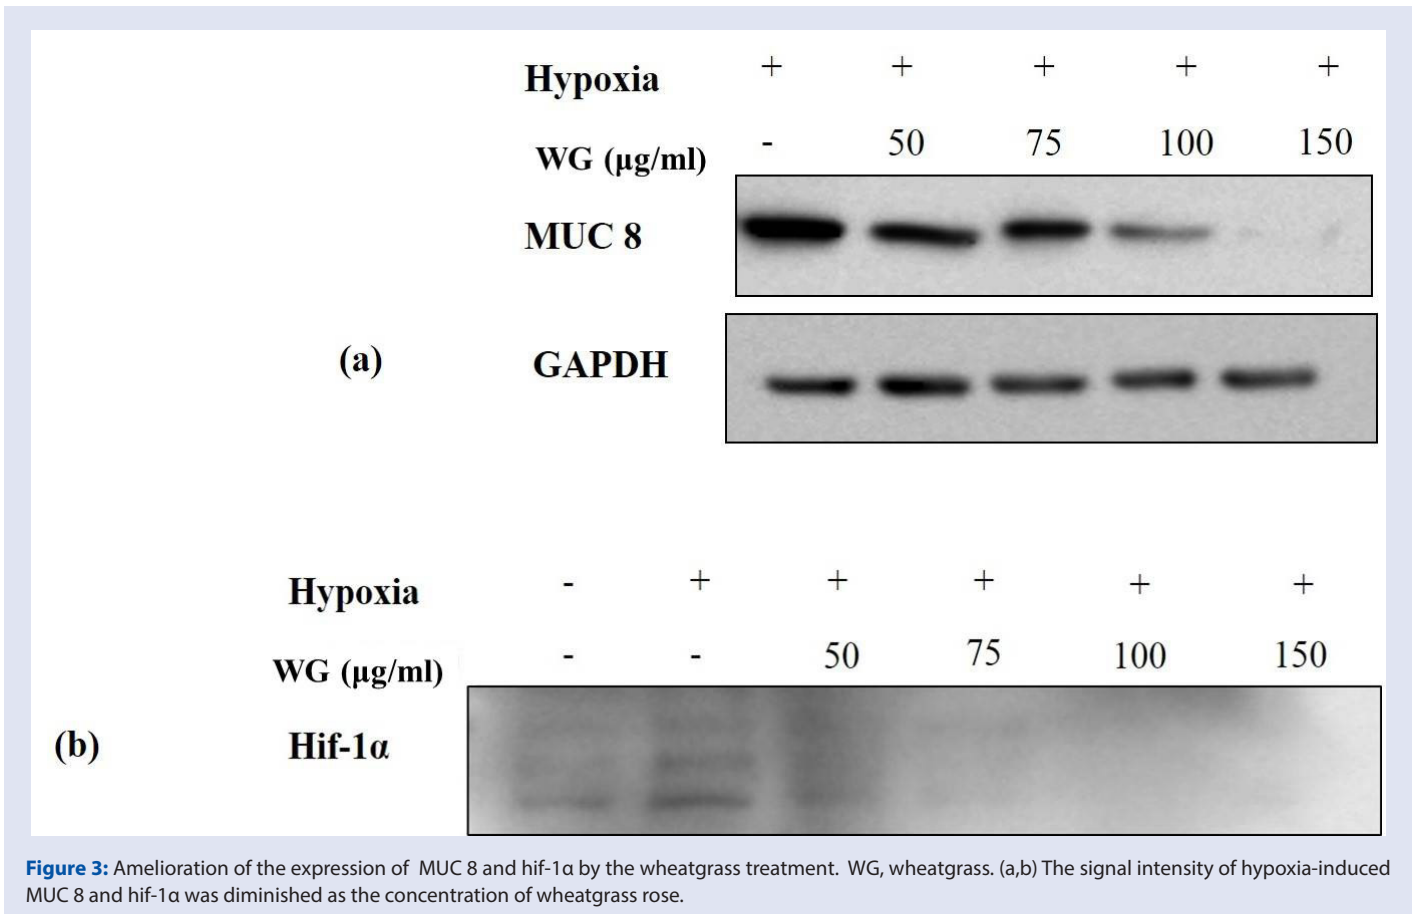 Hypoxia + + + + +
WG (μg/ml) - 50 75 100 150
MUC 8
(a) GAPDH
Hypoxia - + + + + +
WG (μg/ml) - - 50 75 100 150
(b) Hif-1α
Figure 3: Amelioration of the expression of MUC 8 and hif-1α by the wheatgrass treatment. WG, wheatgrass. (a,b) The signal intensity of hypoxia-induced
MUC 8 and hif-1α was diminished as the concentration of wheatgrass rose.